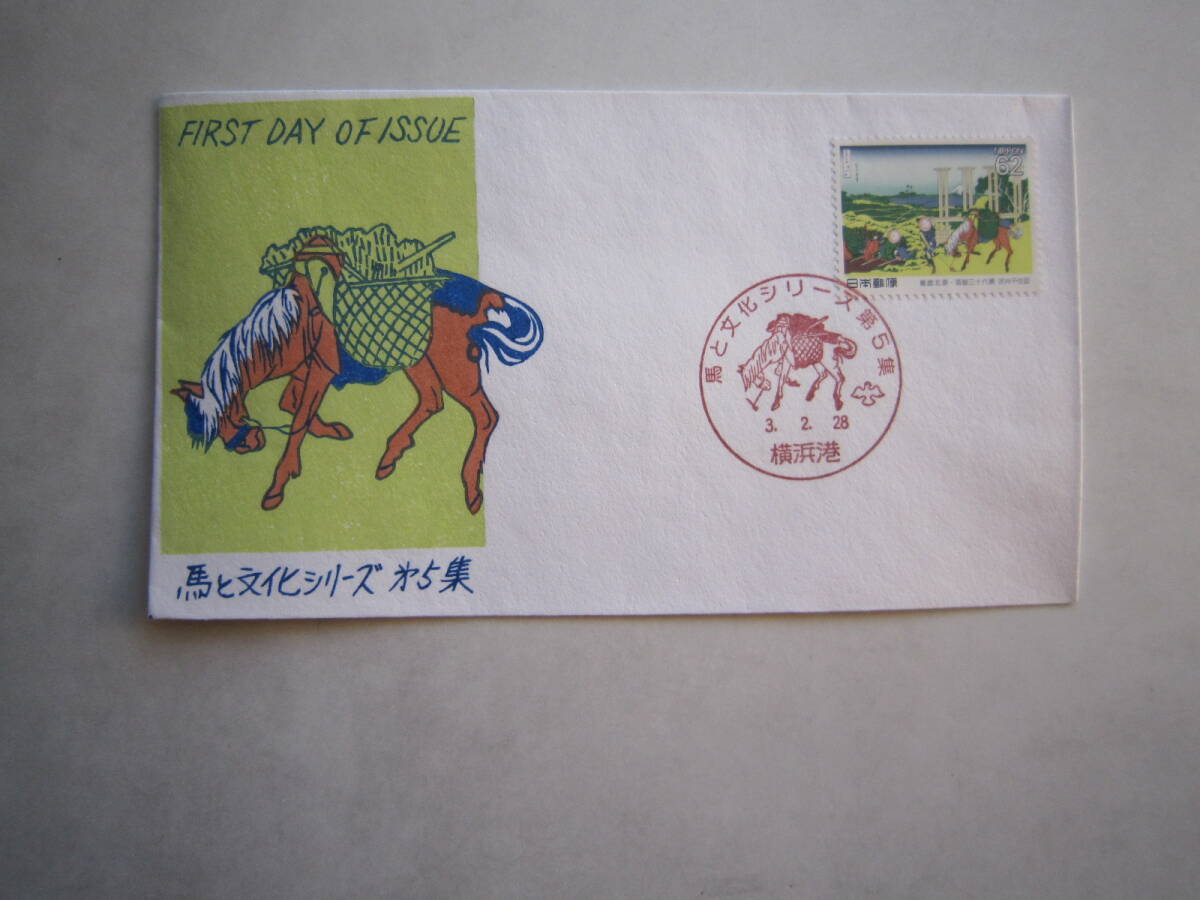 FIRST DAY OF ISSUE
NIPPON
62
日本郵便
馬と文化シリーズ第5集
3. 2. 28
横浜港
馬と文化シリーズ 第5集